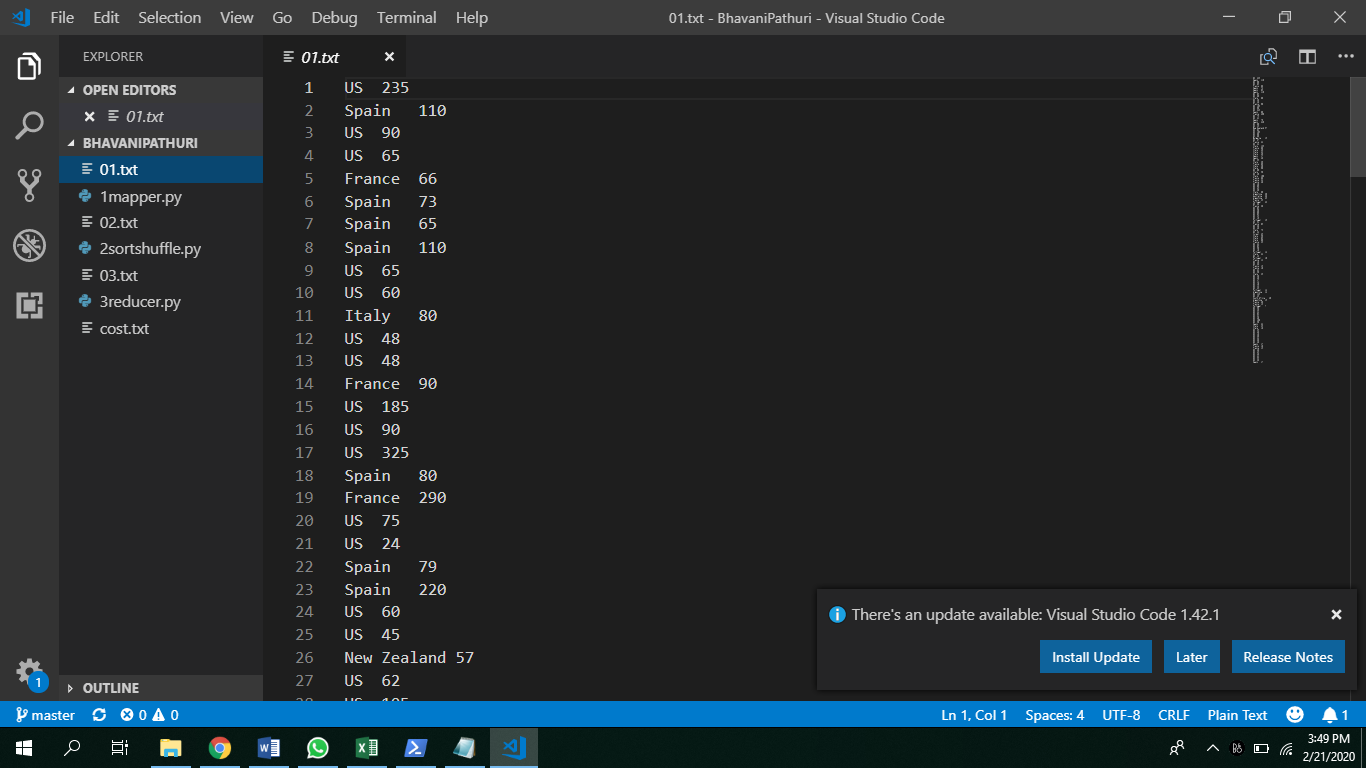 File Edit Selection View Go Debug Terminal Help
01.txt - BhavaniPathuri - Visual Studio Code
EXPLORER
OPEN EDITORS
01.txt
BHAVANIPATHURI
01.txt
1mapper.py
02.txt
2sortshuffle.py
03.txt
3reducer.py
cost.txt
OUTLINE
1
01.txt
1 US 235
2 Spain 110
3 US 90
4 US 65
5 France 66
6 Spain 73
7 Spain 65
8 Spain 110
9 US 65
10 US 60
11 Italy 80
12 US 48
13 US 48
14 France 90
15 US 185
16 US 90
17 US 325
18 Spain 80
19 France 290
20 US 75
21 US 24
22 Spain 79
23 Spain 220
24 US 60
25 US 45
26 New Zealand 57
27 US 62
There's an update available: Visual Studio Code 1.42.1
Install Update Later Release Notes
master 0 0 Ln 1, Col 1 Spaces: 4 UTF-8 CRLF Plain Text 1
3:49 PM
2/21/2020